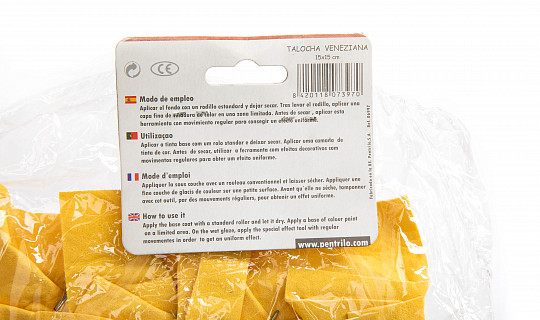 TALOCHA VENEZIANA
15x15 cm
8 420118 073970
CE
Modo de empleo
Aplicar el fondo con un rodillo estandard y dejar secar. Tras lavar el rodillo, aplicar una
capa fina de color en una zona limitada. Antes de secar, aplicar esta
herramienta con movimiento regular para consegir un efecto uniforme.
Utilizaçao
Aplicar a tinta base com um rolo standar e deixar secar. Aplicar uma camada de
tinta de cor. Antes de secar, utilizar a ferramenta com efeitos decorativos com
movimentos regulares para obter um efeito uniforme.
Mode d'emploi
Appliquer la sous couche avec un rouleau conventionnel et laisser sécher. Appliquer une
fine couche de glacis de couleur sur une petite surface. Avant qu'elle ne sèche, tamponner
avec cet outil, par des mouvements réguliers, pour obtenir un effet uniforme.
How to use it
Apply the base coat with a standard roller and let it dry. Apply a base of colour paint
on a limited area. On the wet glaze, apply the special effect tool with regular
movements in order to get an uniform effect.
www.pentrilo.com
Pentrilo,S.A.